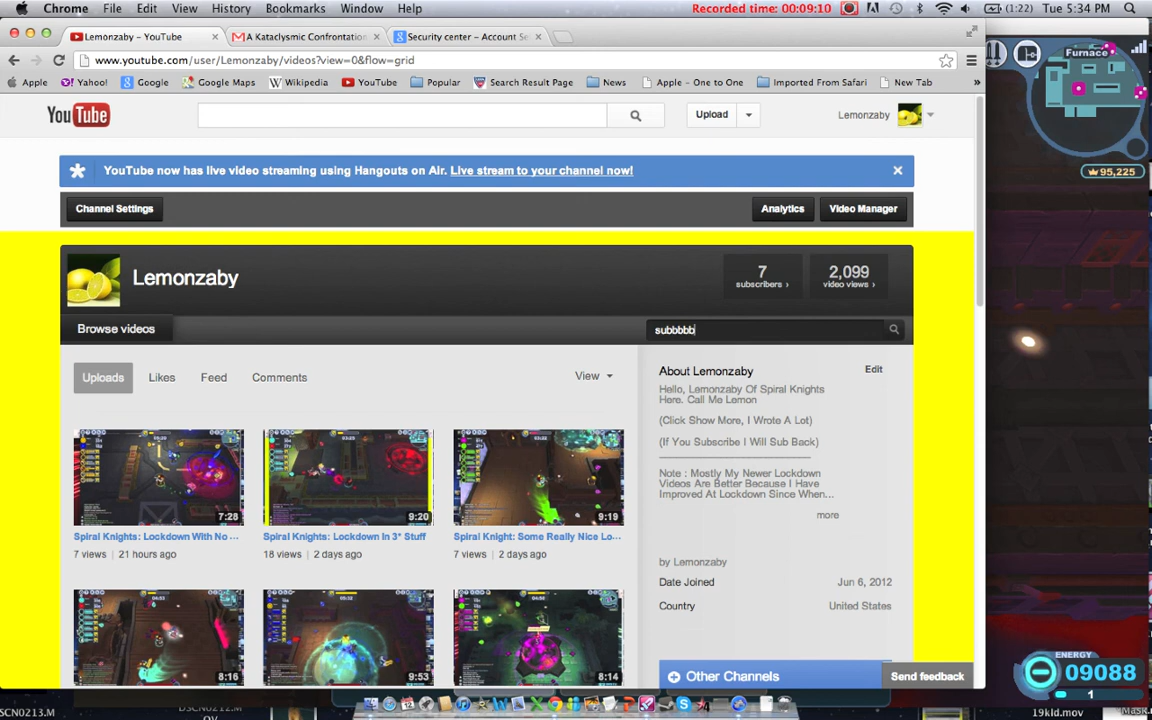 Chrome File Edit View History Bookmarks Window Help Recorded time: 00:09:10 (1:22) Tue 5:34 PM
Lemonzaby - YouTube A Kataclysmic Confrontation Security center - Account Se
www.youtube.com/user/Lemonzaby/videos?view=0&flow=grid
Apple Yahoo! Google Google Maps Wikipedia YouTube Popular Search Result Page News Apple - One to One Imported From Safari New Tab »
Furnace
YouTube Upload Lemonzaby
YouTube now has live video streaming using Hangouts on Air. Live stream to your channel now!
95,225
Channel Settings Analytics Video Manager
Lemonzaby
7 subscribers ›
2,099 video views ›
Browse videos subbbbb
Uploads Likes Feed Comments View
7:28 9:20 9:19
Spiral Knights: Lockdown With No ... Spiral Knights: Lockdown In 3* Stuff Spiral Knight: Some Really Nice Lo...
7 views | 21 hours ago 18 views | 2 days ago 7 views | 2 days ago
8:16 9:53 8:14
About Lemonzaby Edit
Hello, Lemonzaby Of Spiral Knights
Here. Call Me Lemon
(Click Show More, I Wrote A Lot)
(If You Subscribe I Will Sub Back)
Note : Mostly My Newer Lockdown
Videos Are Better Because I Have
Improved At Lockdown Since When...
more
by Lemonzaby
Date Joined Jun 6, 2012
Country United States
Other Channels
Send feedback
ENERGY
09088
1
DSCN0213.M DSCN0212.M
OV
19kld.mov